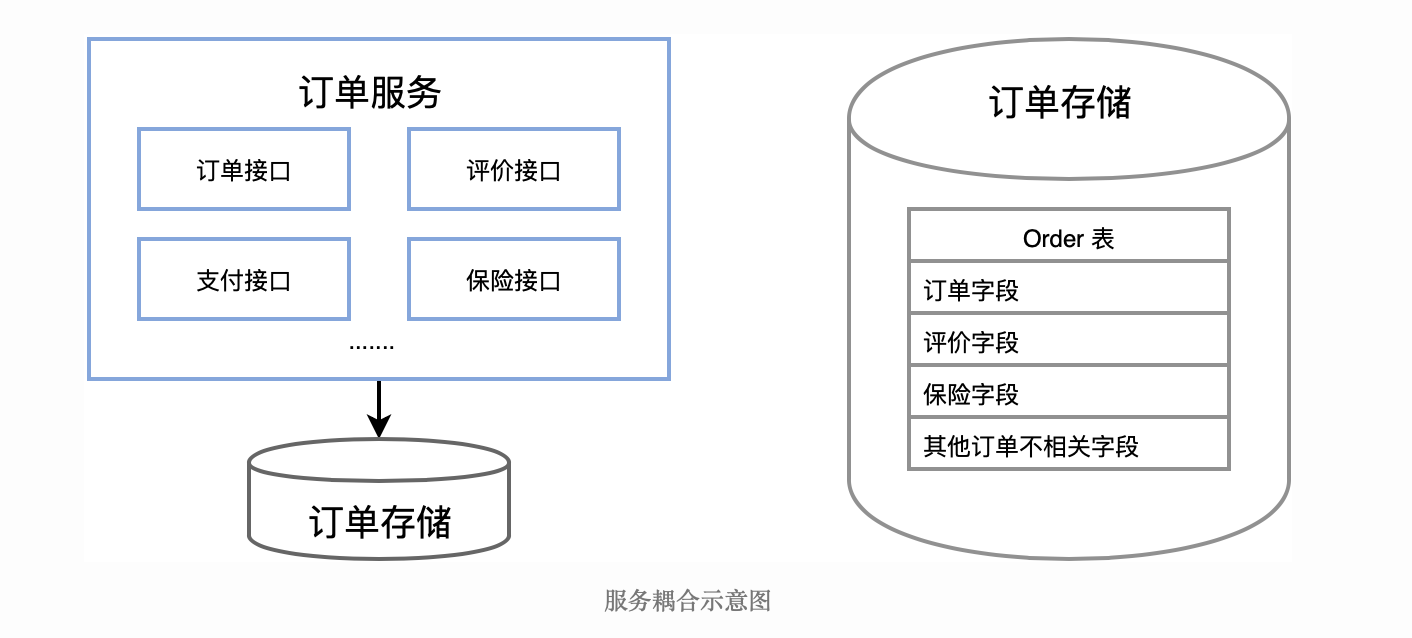 订单服务
订单接口
评价接口
支付接口
保险接口
.......
订单存储
订单存储
Order 表
订单字段
评价字段
保险字段
其他订单不相关字段
服务耦合示意图